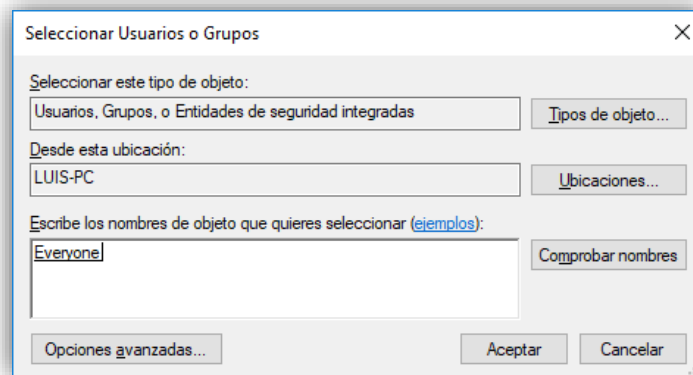 Seleccionar Usuarios o Grupos
Seleccionar este tipo de objeto:
Usuarios, Grupos, o Entidades de seguridad integradas
Tipos de objeto...
Desde esta ubicación:
LUIS-PC
Ubicaciones...
Escribe los nombres de objeto que quieres seleccionar (ejemplos):
Everyone
Comprobar nombres
Opciones avanzadas...
Aceptar
Cancelar